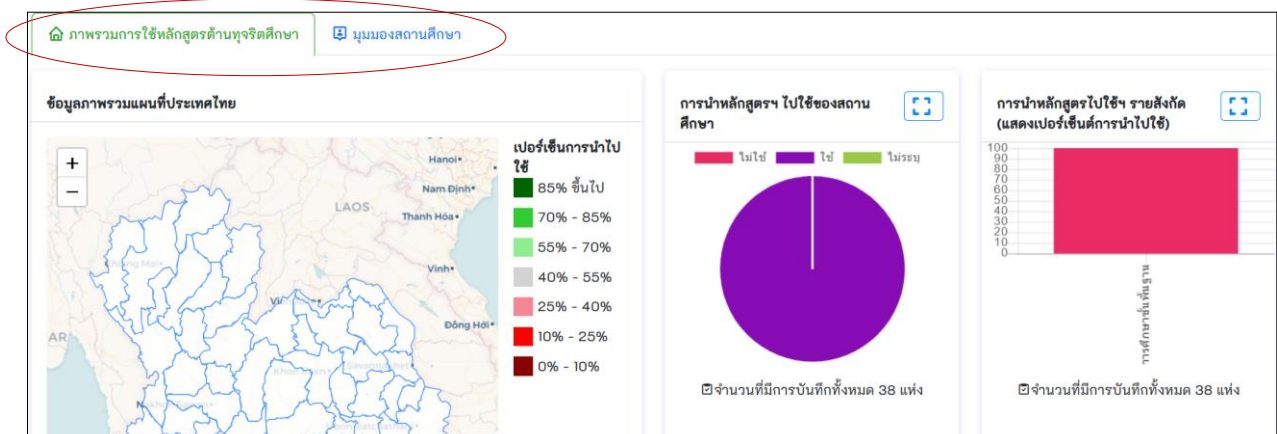 ภาพรวมการใช้หลักสูตรต้านทุจริตศึกษา
มุมมองสถานศึกษา
ข้อมูลภาพรวมแผนที่ประเทศไทย
+
−
Hanoi
Nam Định
LAOS
Thanh Hóa
Vinh
Đồng Hới
AR
Chiang Mai
Khon Kaen
Savannakhet
เปอร์เซ็นการนำไป
ใช้
85% ขึ้นไป
70% - 85%
55% - 70%
40% - 55%
25% - 40%
10% - 25%
0% - 10%
การนำหลักสูตรฯ ไปใช้ของสถาน
ศึกษา
ไม่ใช้ ใช้ ไม่ระบุ
จำนวนที่มีการบันทึกทั้งหมด 38 แห่ง
การนำหลักสูตรไปใช้ฯ รายสังกัด
(แสดงเปอร์เซ็นต์การนำไปใช้)
100
90
80
70
60
50
40
30
20
10
0
จำนวนที่มีการบันทึกทั้งหมด 38 แห่ง